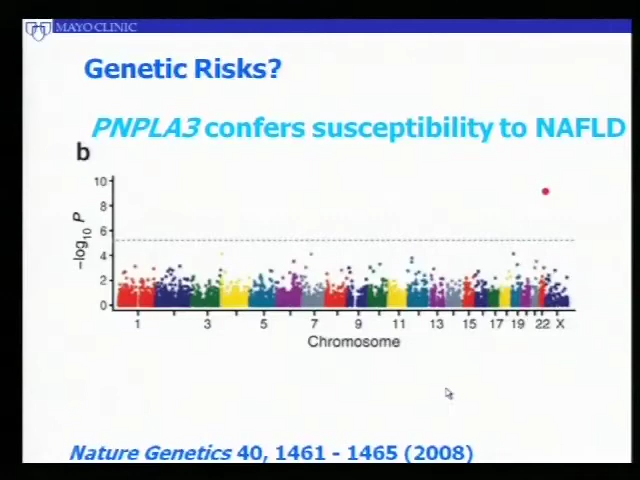 MAYO CLINIC
Genetic Risks?
PNPLA3 confers susceptibility to NAFLD
b
10
8
6
4
2
0
−log10 P
1 3 5 7 9 11 13 15 17 19 22 X
Chromosome
Nature Genetics 40, 1461 - 1465 (2008)